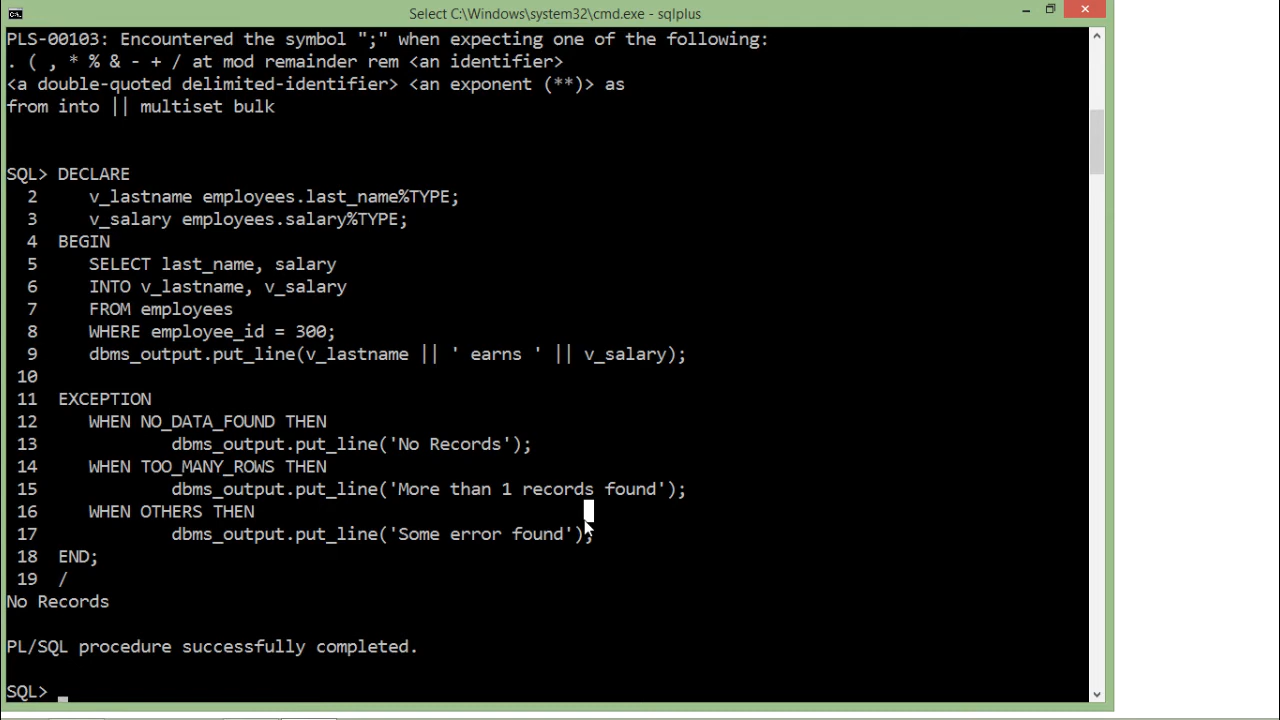 Select C:\Windows\system32\cmd.exe - sqlplus
PLS-00103: Encountered the symbol ";" when expecting one of the following:
. ( , * % & - + / at mod remainder rem <an identifier>
<a double-quoted delimited-identifier> <an exponent (**)> as
from into || multiset bulk
SQL> DECLARE
2 v_lastname employees.last_name%TYPE;
3 v_salary employees.salary%TYPE;
4 BEGIN
5 SELECT last_name, salary
6 INTO v_lastname, v_salary
7 FROM employees
8 WHERE employee_id = 300;
9 dbms_output.put_line(v_lastname || ' earns ' || v_salary);
10
11 EXCEPTION
12 WHEN NO_DATA_FOUND THEN
13 dbms_output.put_line('No Records');
14 WHEN TOO_MANY_ROWS THEN
15 dbms_output.put_line('More than 1 records found');
16 WHEN OTHERS THEN
17 dbms_output.put_line('Some error found');
18 END;
19 /
No Records
PL/SQL procedure successfully completed.
SQL>